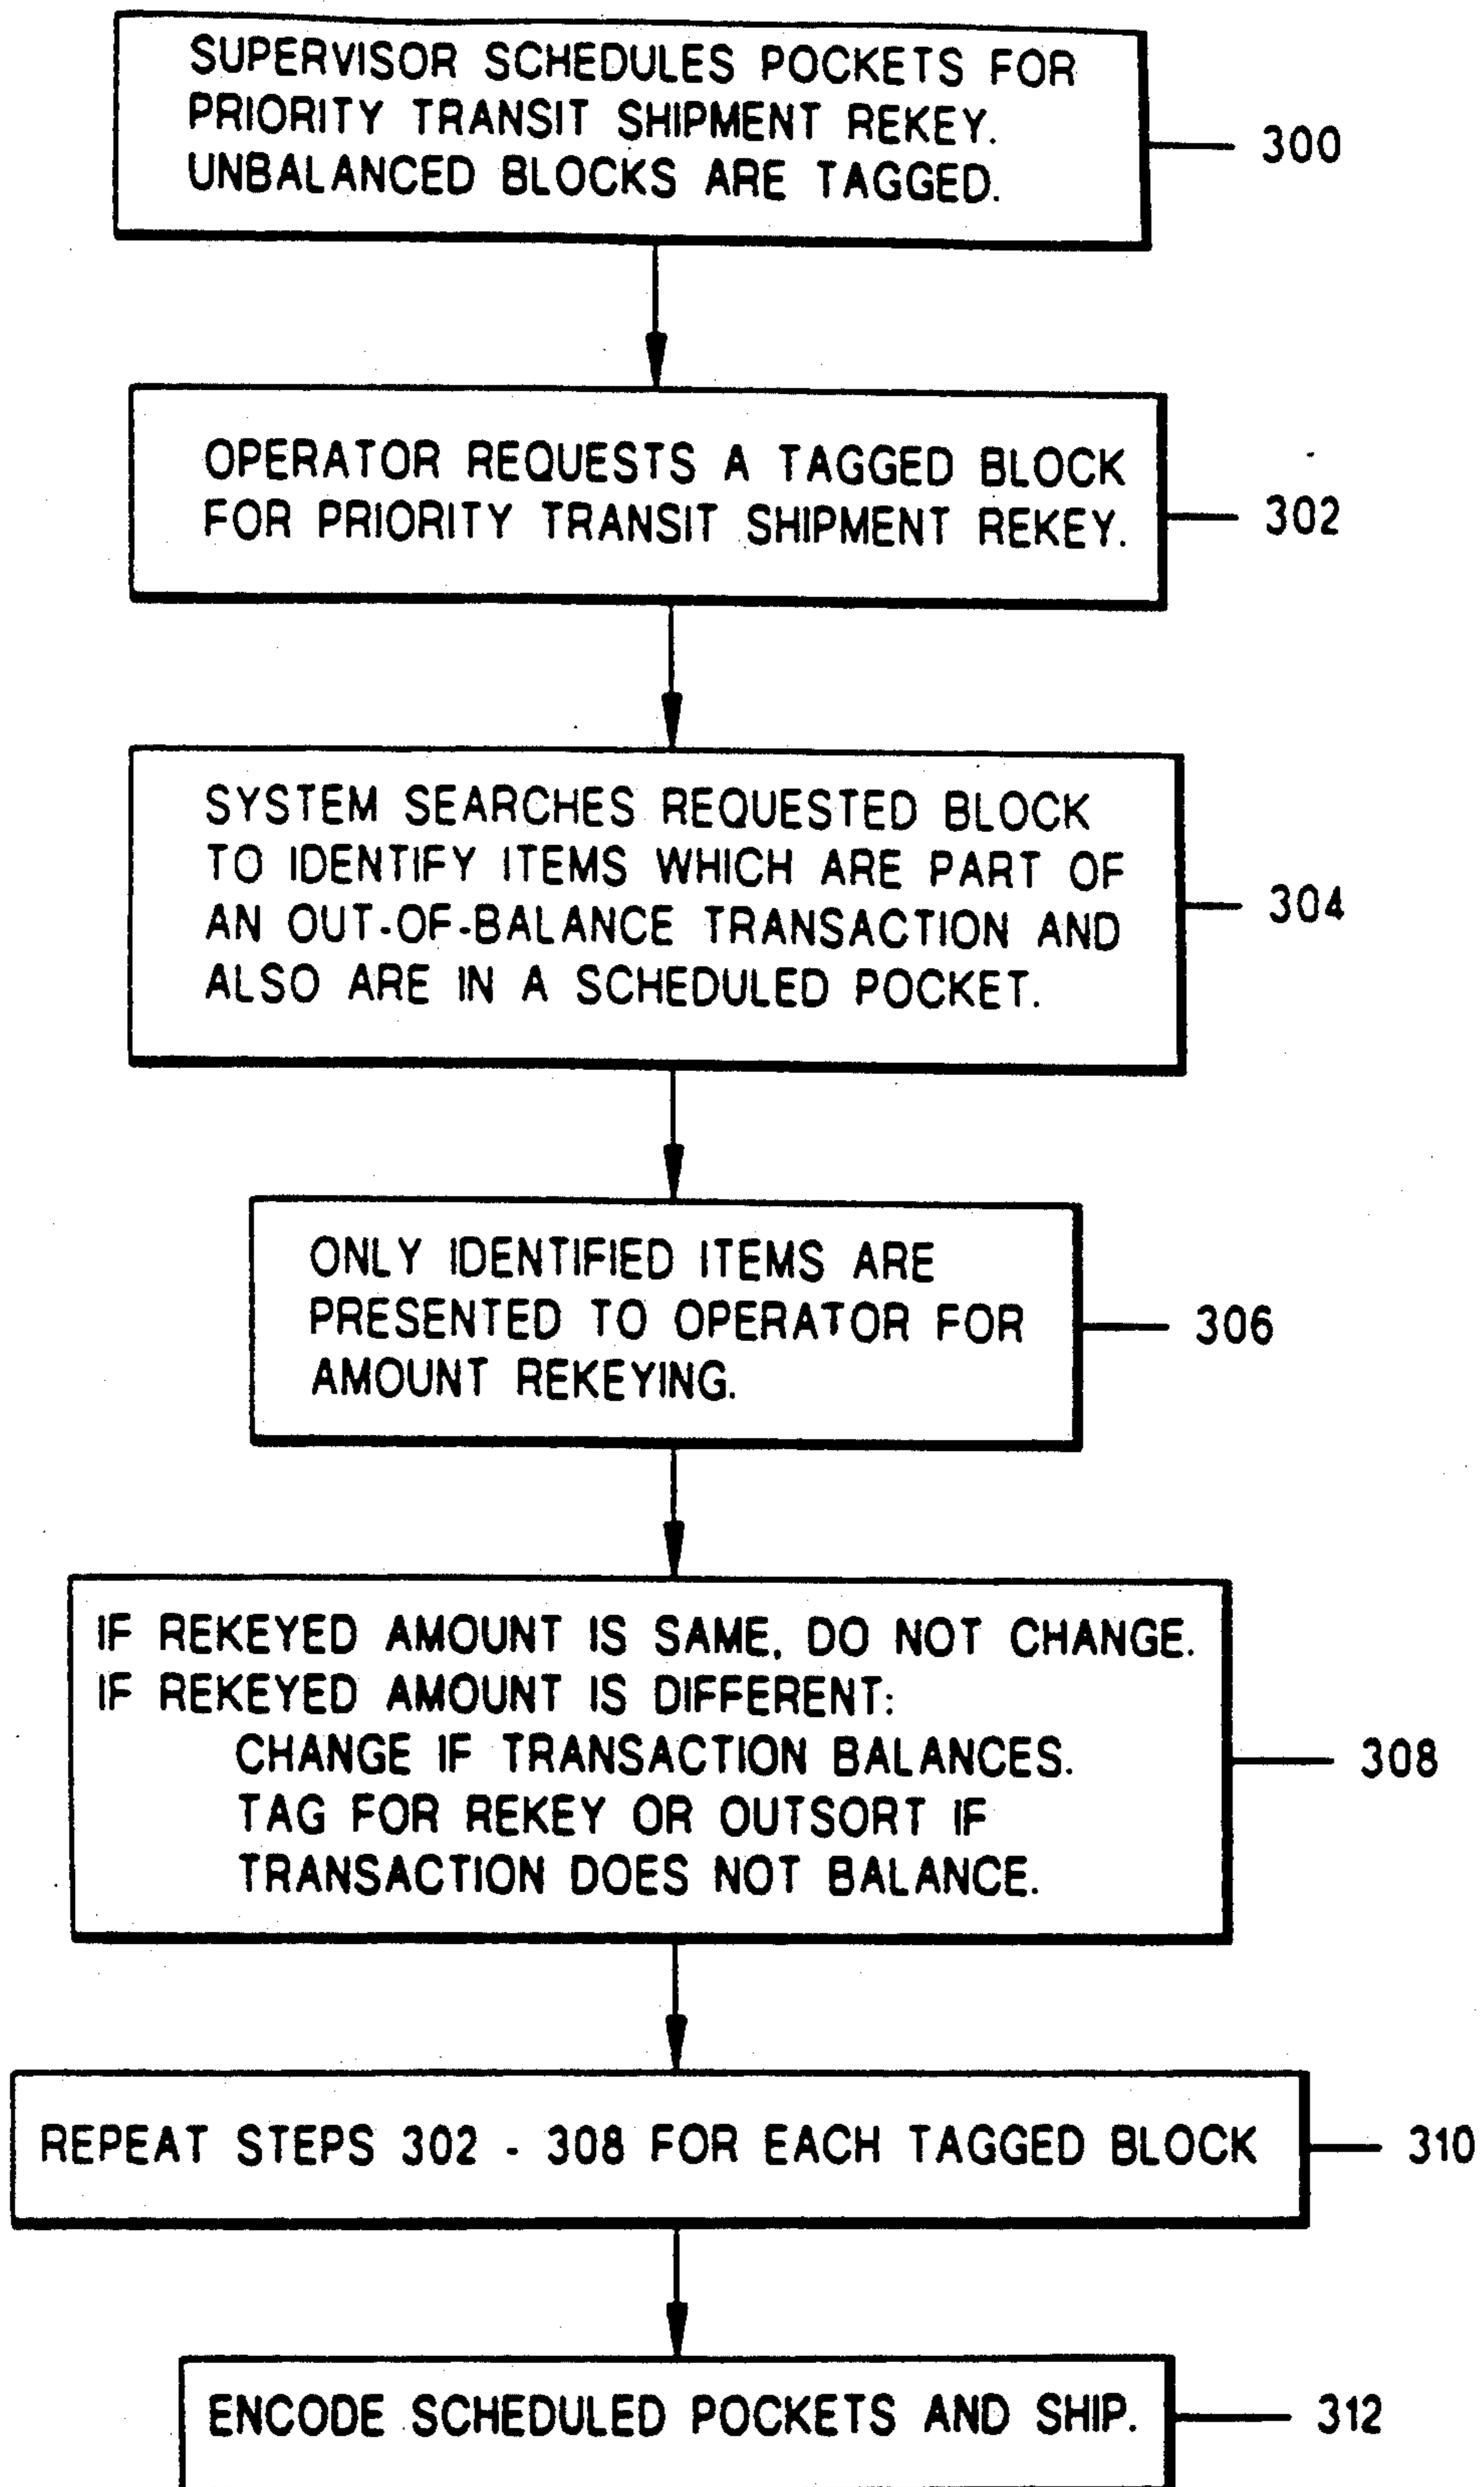 SUPERVISOR SCHEDULES POCKETS FOR
PRIORITY TRANSIT SHIPMENT REKEY.
UNBALANCED BLOCKS ARE TAGGED.
300
OPERATOR REQUESTS A TAGGED BLOCK
FOR PRIORITY TRANSIT SHIPMENT REKEY.
302
SYSTEM SEARCHES REQUESTED BLOCK
TO IDENTIFY ITEMS WHICH ARE PART OF
AN OUT-OF-BALANCE TRANSACTION AND
ALSO ARE IN A SCHEDULED POCKET.
304
ONLY IDENTIFIED ITEMS ARE
PRESENTED TO OPERATOR FOR
AMOUNT REKEYING.
306
IF REKEYED AMOUNT IS SAME, DO NOT CHANGE.
IF REKEYED AMOUNT IS DIFFERENT:
CHANGE IF TRANSACTION BALANCES.
TAG FOR REKEY OR OUTSORT IF
TRANSACTION DOES NOT BALANCE.
308
REPEAT STEPS 302 - 308 FOR EACH TAGGED BLOCK
310
ENCODE SCHEDULED POCKETS AND SHIP.
312